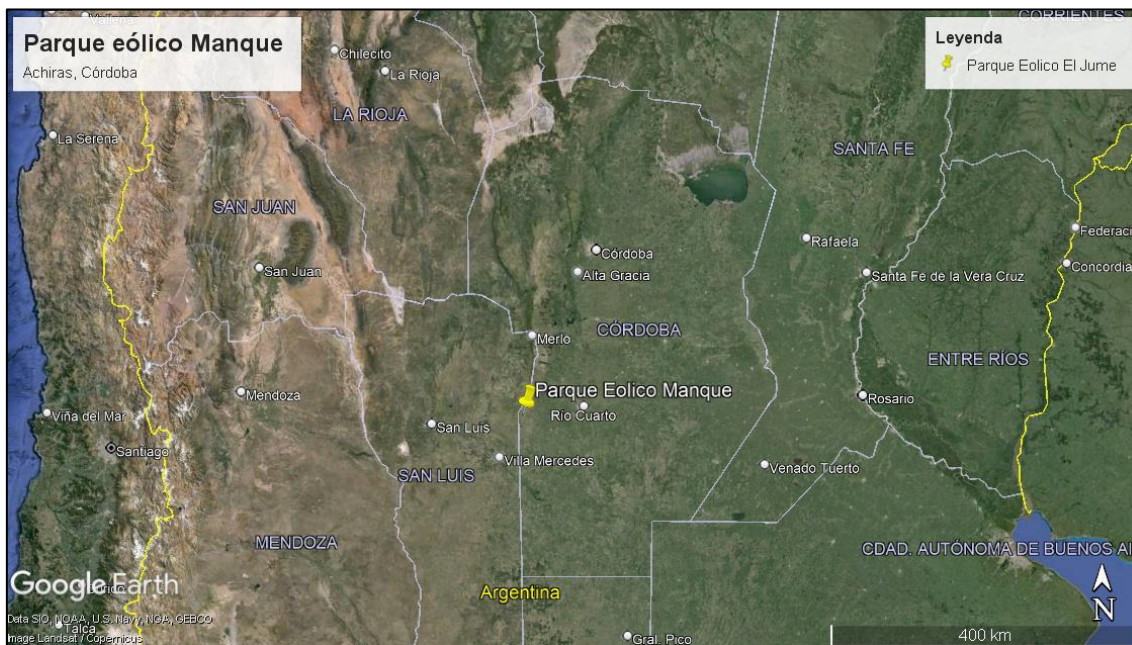 Parque eólico Manque
Achiras, Córdoba
Leyenda
Parque Eolico El Jume
CORRIENTES
Chilecito
La Rioja
LA RIOJA
La Serena
SANTA FE
SAN JUAN
Federaci
Rafaela
Córdoba
San Juan
Alta Gracia
Santa Fe de la Vera Cruz
Concordia
CÓRDOBA
Merlo
ENTRE RÍOS
Parque Eolico Manque
Mendoza
Rosario
Viña del Mar
Río Cuarto
San Luis
Santiago
Villa Mercedes
Venado Tuerto
SAN LUIS
MENDOZA
CDAD. AUTÓNOMA DE BUENOS AI
Google Earth
Argentina
N
Data SIO, NOAA, U.S. Navy, NGA, GEBCO
Talca
Image Landsat / Copernicus
Gral. Pico
400 km